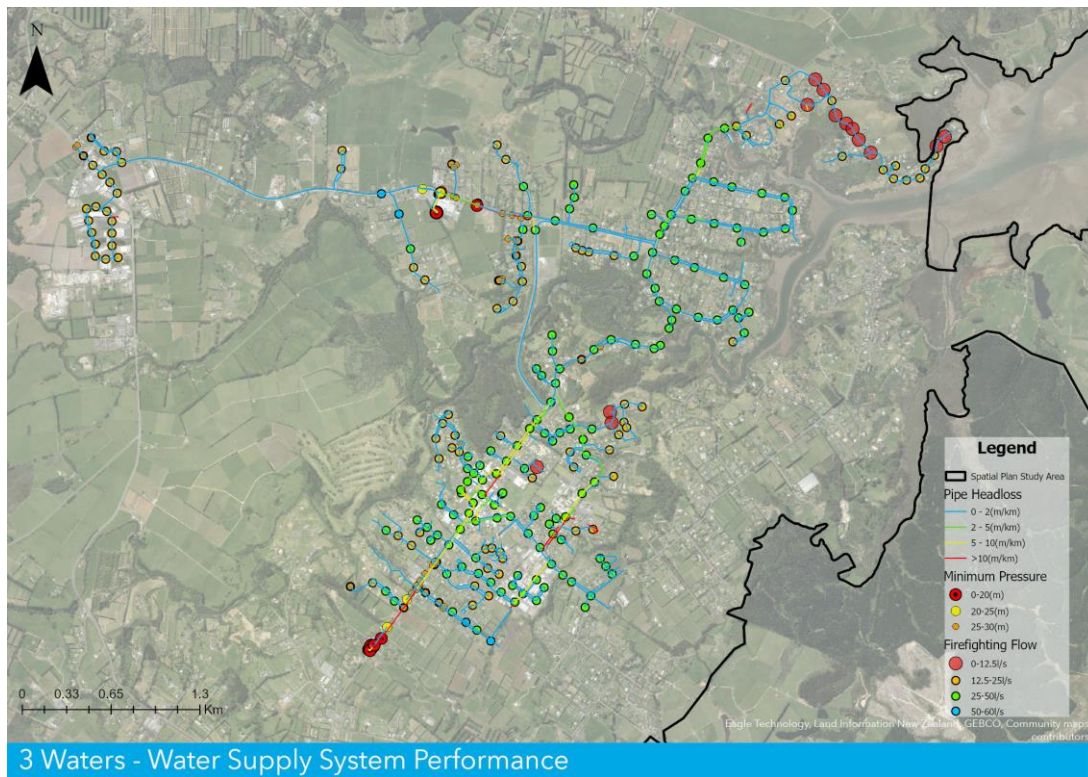 N
Legend
Spatial Plan Study Area
Pipe Headloss
0 - 2(m/km)
2 - 5(m/km)
5 - 10(m/km)
>10(m/km)
Minimum Pressure
0-20(m)
20-25(m)
25-30(m)
Firefighting Flow
0-12.5l/s
12.5-25l/s
25-50l/s
50-60l/s
0 0.33 0.65 1.3
Km
Eagle Technology, Land Information New Zealand, GEBCO, Community maps
contributors
3 Waters - Water Supply System Performance